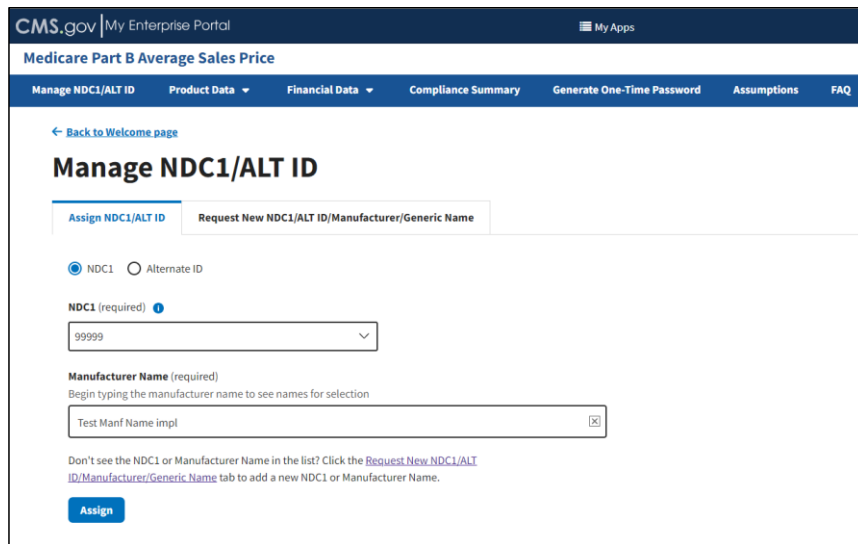 CMS.gov My Enterprise Portal
My Apps
Medicare Part B Average Sales Price
Manage NDC1/ALT ID Product Data Financial Data Compliance Summary Generate One-Time Password Assumptions FAQ
← Back to Welcome page
Manage NDC1/ALT ID
Assign NDC1/ALT ID Request New NDC1/ALT ID/Manufacturer/Generic Name
NDC1 Alternate ID
NDC1 (required) i
99999
Manufacturer Name (required)
Begin typing the manufacturer name to see names for selection
Test Manf Name impl
Don't see the NDC1 or Manufacturer Name in the list? Click the Request New NDC1/ALT
ID/Manufacturer/Generic Name tab to add a new NDC1 or Manufacturer Name.
Assign